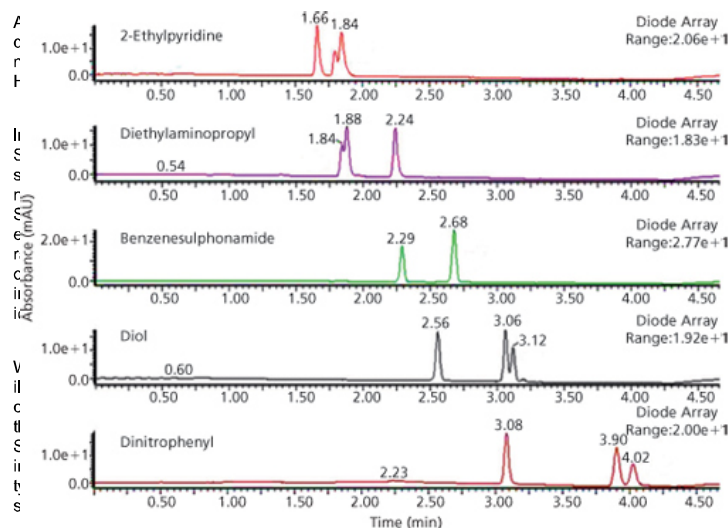 1.66 1.84
2-Ethylpyridine
Diode Array
Range:2.06e+1
1.0e+1
0.0
0.50 1.00 1.50 2.00 2.50 3.00 3.50 4.00 4.50
Diethylaminopropyl
1.84 1.88 2.24
0.54
Diode Array
Range:1.83e+1
1.0e+1
0.0
0.50 1.00 1.50 2.00 2.50 3.00 3.50 4.00 4.50
Absorbance (mAU)
Benzenesulphonamide
2.29 2.68
Diode Array
Range:2.77e+1
2.0e+1
0.0
0.50 1.00 1.50 2.00 2.50 3.00 3.50 4.00 4.50
Diol
0.60
2.56 3.06 3.12
Diode Array
Range:1.92e+1
1.0e+1
0.0
0.50 1.00 1.50 2.00 2.50 3.00 3.50 4.00 4.50
Dinitrophenyl
2.23
3.08 3.90 4.02
Diode Array
Range:2.00e+1
1.0e+1
0.0
0.50 1.00 1.50 2.00 2.50 3.00 3.50 4.00 4.50
Time (min)